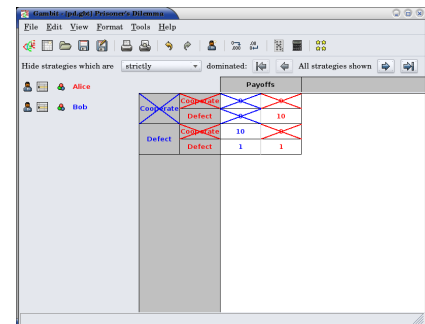 Gambit - [pd.gbt] Prisoner's Dilemma
File Edit View Format Tools Help
Hide strategies which are strictly dominated: All strategies shown
Payoffs
Alice
Bob
Cooperate Cooperate
Defect 10
Defect Cooperate 10
Defect 1 1